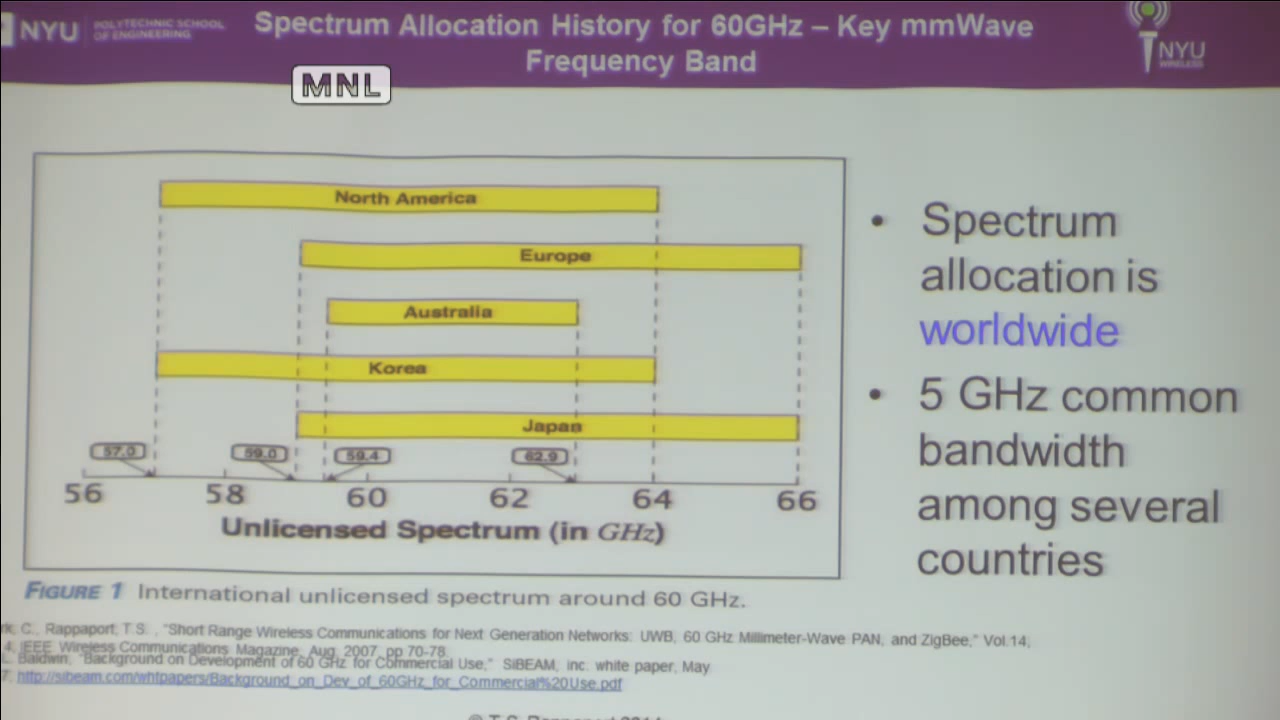 NYU POLYTECHNIC SCHOOL
OF ENGINEERING
Spectrum Allocation History for 60GHz – Key mmWave
Frequency Band
NYU
WIRELESS
MNL
North America
Europe
Australia
Korea
Japan
57.0 59.0 59.4 62.9
56 58 60 62 64 66
Unlicensed Spectrum (in GHz)
• Spectrum
allocation is
worldwide
• 5 GHz common
bandwidth
among several
countries
FIGURE 1 International unlicensed spectrum around 60 GHz.
C., Rappaport, T.S. , "Short Range Wireless Communications for Next Generation Networks: UWB, 60 GHz Millimeter-Wave PAN, and ZigBee," Vol.14,
4, IEEE Wireless Communications Magazine, Aug. 2007, pp 70-78.
L. Baldwin, "Background on Development of 60 GHz for Commercial Use," SiBEAM, inc. white paper, May
7, http://sibeam.com/whtpapers/Background_on_Dev_of_60GHz_for_Commercial%20Use.pdf